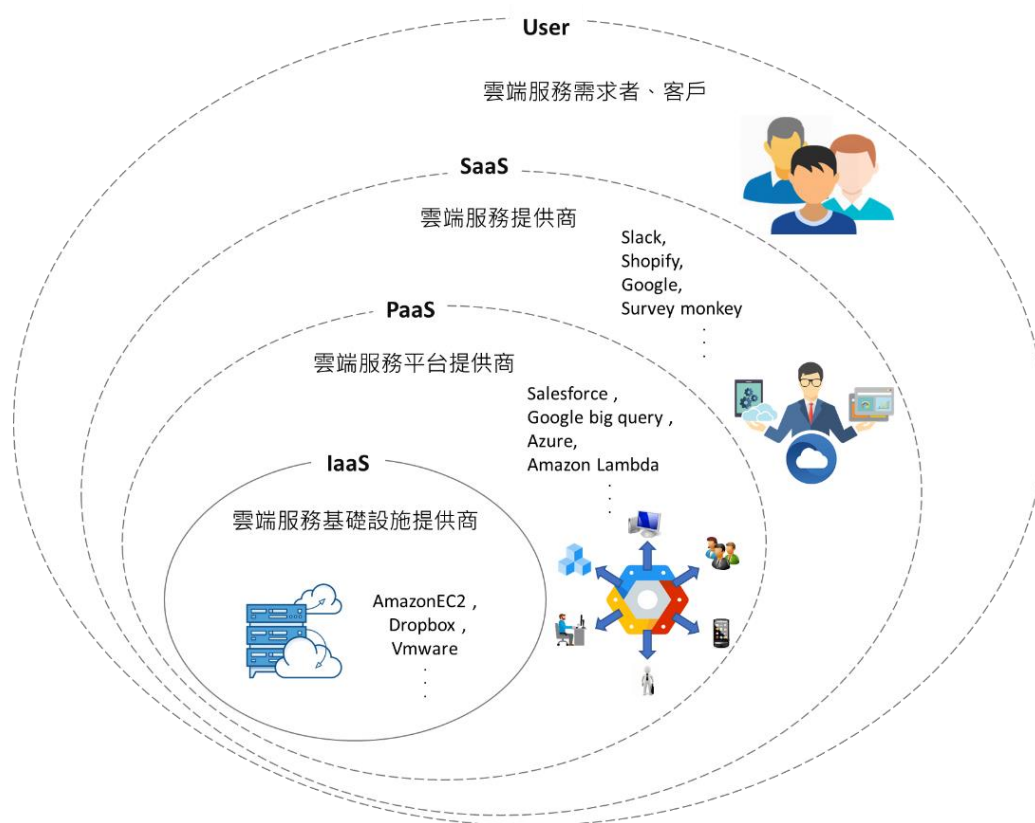 User
雲端服務需求者、客戶
SaaS
雲端服務提供商
Slack,
Shopify,
Google,
Survey monkey
PaaS
雲端服務平台提供商
Salesforce ,
Google big query ,
Azure,
Amazon Lambda
IaaS
雲端服務基礎設施提供商
AmazonEC2 ,
Dropbox ,
Vmware